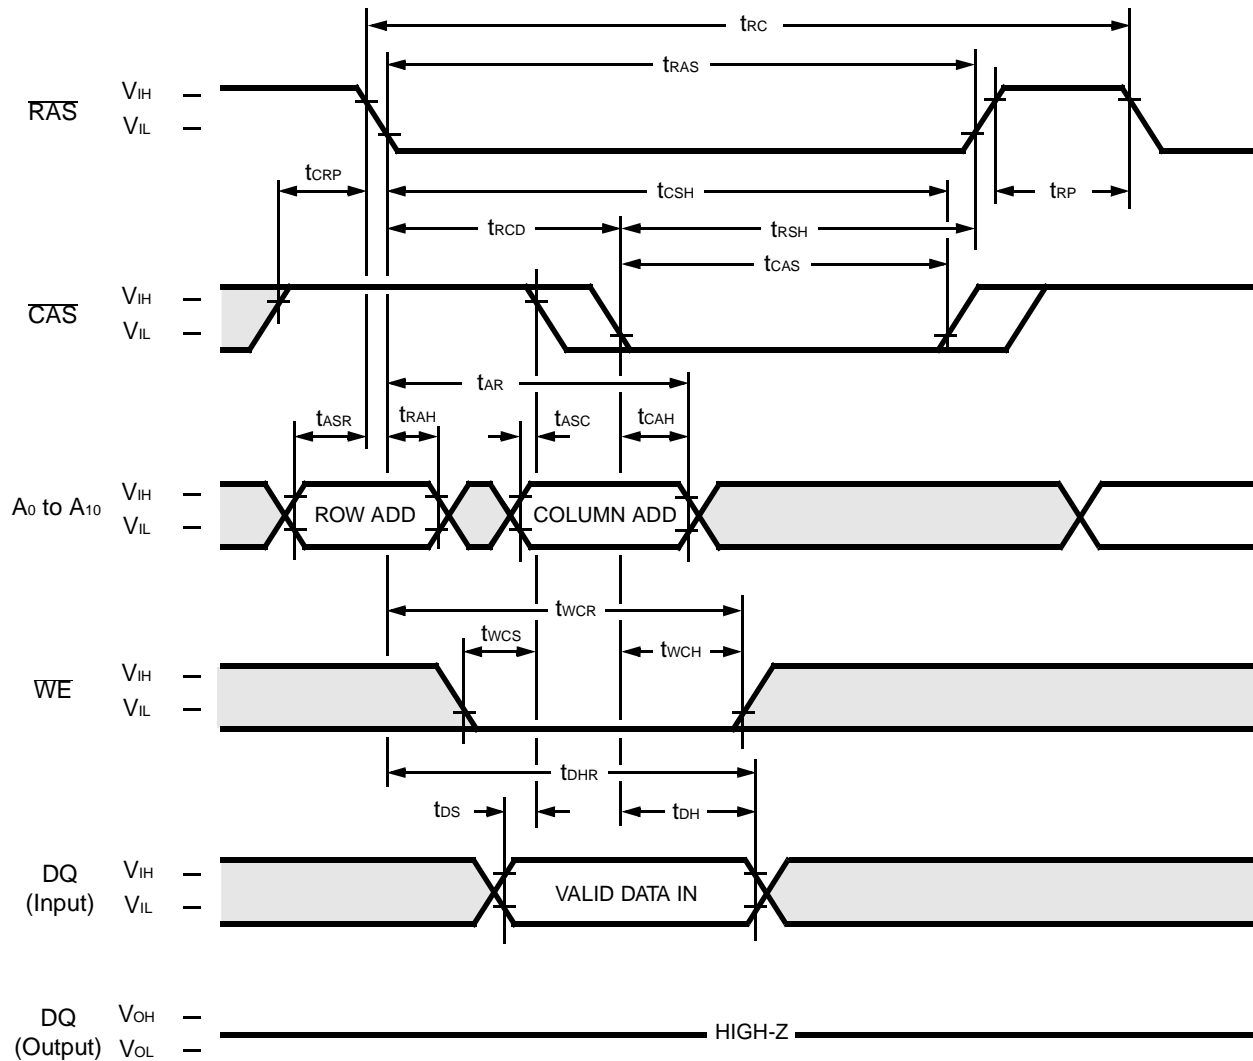 tRC
tRAS
RAS VIH
VIL
tCRP tCSH tRP
tRCD tRSH
tCAS
CAS VIH
VIL
tAR
tASR tRAH tASC tCAH
A0 to A10 VIH
VIL
ROW ADD COLUMN ADD
tWCR
tWCS tWCH
WE VIH
VIL
tDHR
tDS tDH
DQ VIH
(Input) VIL
VALID DATA IN
DQ VOH
HIGH-Z
(Output) VOL